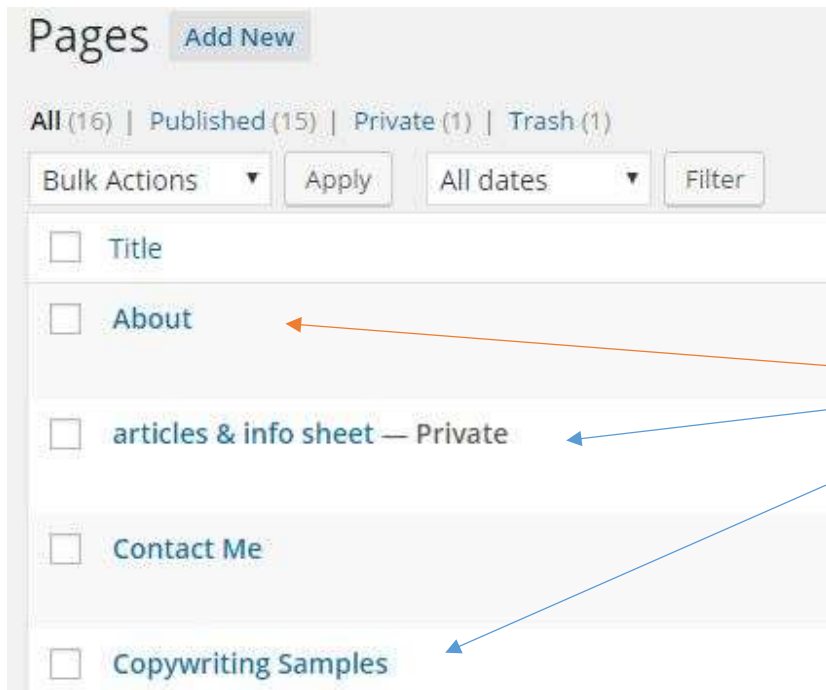 Pages Add New
All (16) | Published (15) | Private (1) | Trash (1)
Bulk Actions Apply All dates Filter
Title
About
articles & info sheet — Private
Contact Me
Copywriting Samples